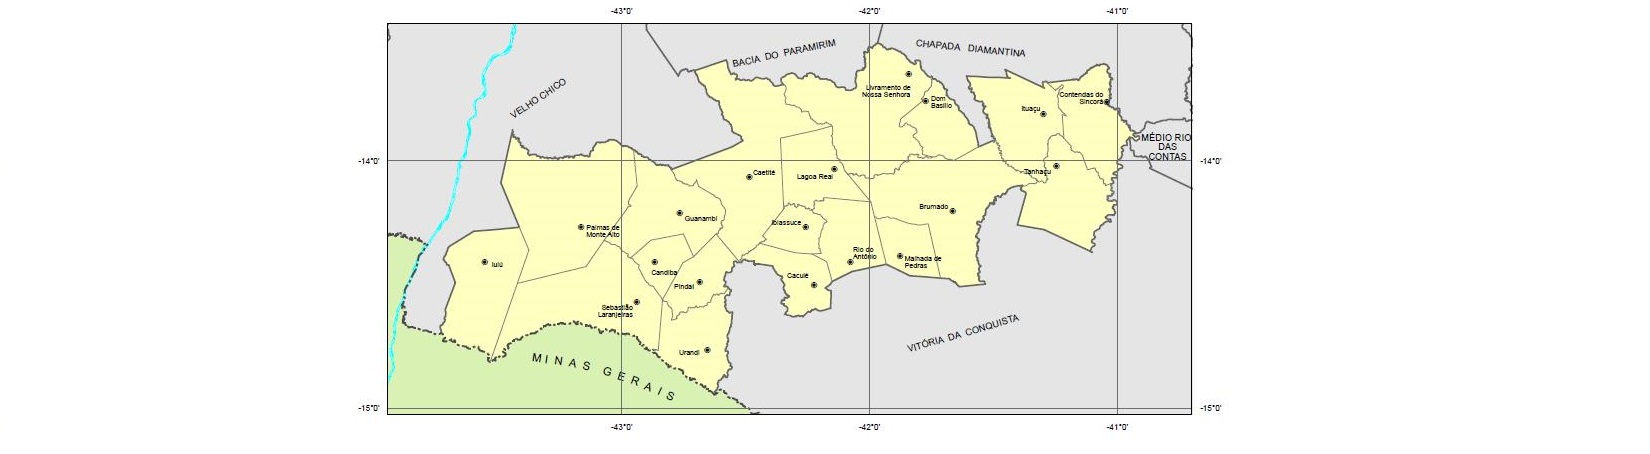 -43°0' -42°0' -41°0'
BACIA DO PARAMIRIM
CHAPADA DIAMANTINA
VELHO CHICO
Livramento de
Nossa Senhora
Dom
Basílio
Ituaçu
Contendas do
Sincorá
MÉDIO RIO
DAS
CONTAS
-14°0' -14°0'
Caetité
Lagoa Real
Tanhaçu
Guanambi
Palmas de
Monte Alto
Ibiassuce
Brumado
Iuiú
Candiba
Pindaí
Caculé
Rio do
Antônio
Malhada de
Pedras
Sebastião
Laranjeiras
Urandi
VITÓRIA DA CONQUISTA
MINAS GERAIS
-15°0' -15°0'
-43°0' -42°0' -41°0'